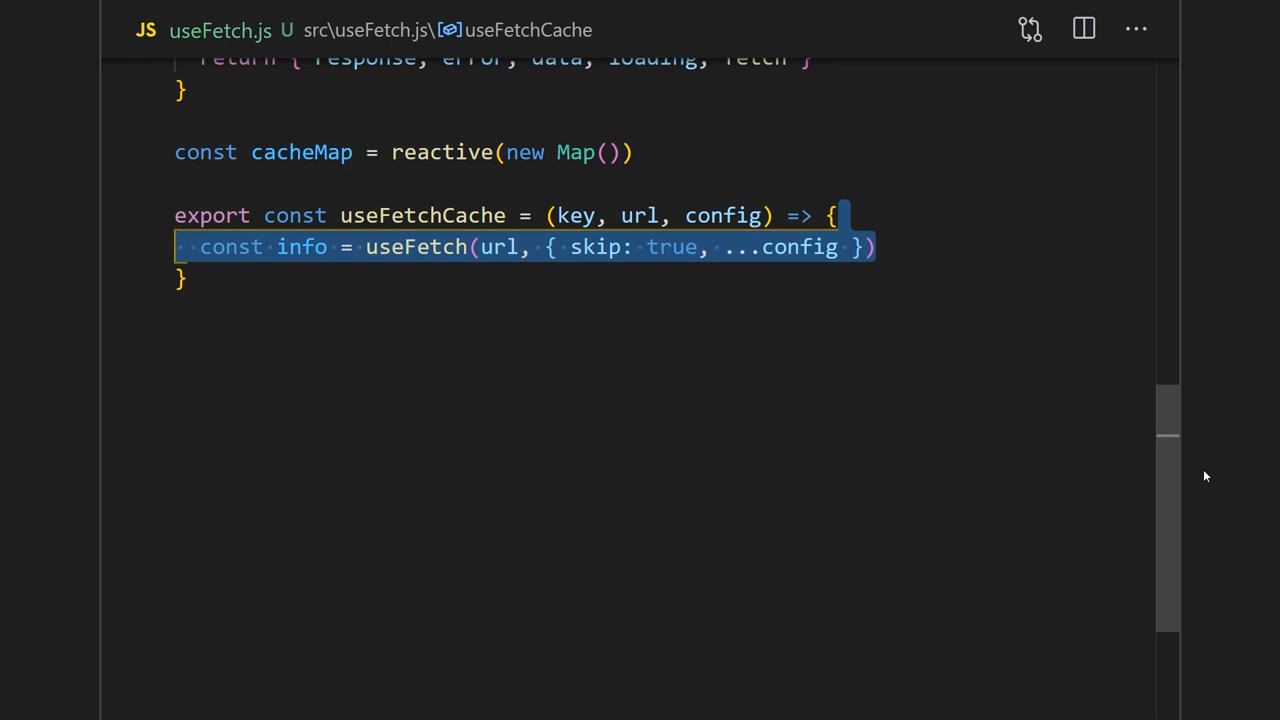 JS useFetch.js U src\useFetch.js\useFetchCache
return { response, error, data, loading, fetch }
}
const cacheMap = reactive(new Map())
export const useFetchCache = (key, url, config) => {
const info = useFetch(url, { skip: true, ...config })
}